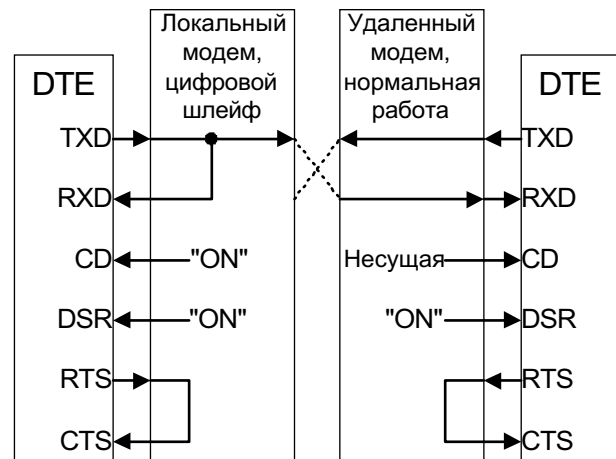 Локальный
модем,
цифровой
шлейф
Удаленный
модем,
нормальная
работа
DTE
DTE
TXD
TXD
RXD
RXD
CD
"ON"
Несущая
CD
DSR
"ON"
"ON"
DSR
RTS
RTS
CTS
CTS